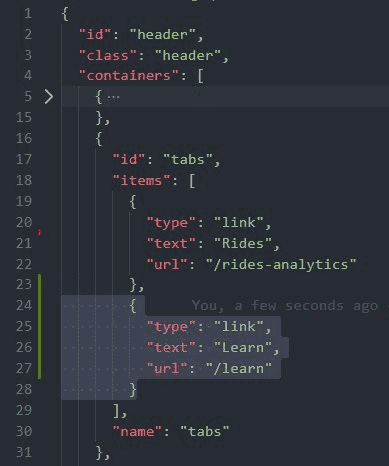 1 {
2 "id": "header",
3 "class": "header",
4 "containers": [
5 { ...
15 },
16 {
17 "id": "tabs",
18 "items": [
19 {
20 "type": "link",
21 "text": "Rides",
22 "url": "/rides-analytics"
23 },
24 { You, a few seconds ago
25 "type": "link",
26 "text": "Learn",
27 "url": "/learn"
28 }
29 ],
30 "name": "tabs"
31 },